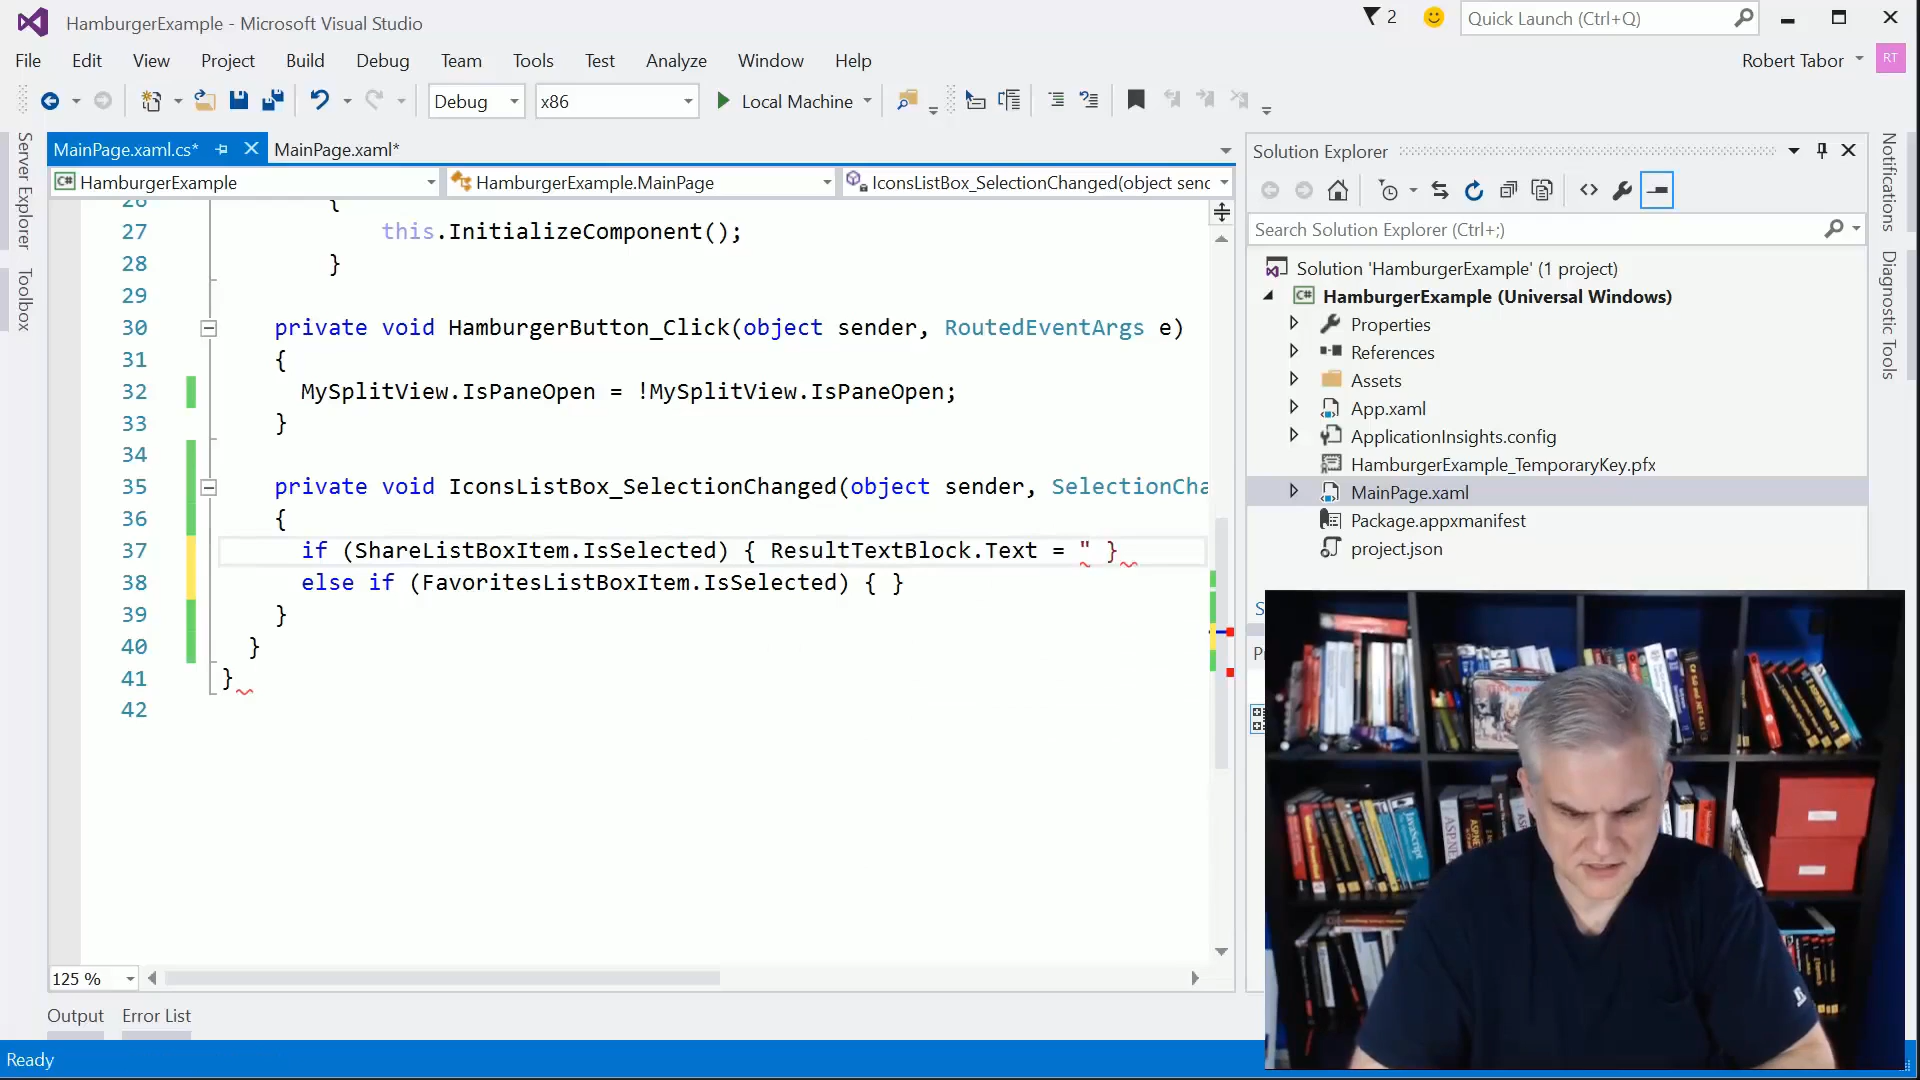 HamburgerExample - Microsoft Visual Studio
2
Quick Launch (Ctrl+Q)
File Edit View Project Build Debug Team Tools Test Analyze Window Help
Robert Tabor
RT
Debug
x86
Local Machine
Server Explorer
Toolbox
MainPage.xaml.cs*
MainPage.xaml*
HamburgerExample
HamburgerExample.MainPage
IconsListBox_SelectionChanged(object senc
26 {
27 this.InitializeComponent();
28 }
29
30 private void HamburgerButton_Click(object sender, RoutedEventArgs e)
31 {
32 MySplitView.IsPaneOpen = !MySplitView.IsPaneOpen;
33 }
34
35 private void IconsListBox_SelectionChanged(object sender, SelectionCha
36 {
37 if (ShareListBoxItem.IsSelected) { ResultTextBlock.Text = " }
38 else if (FavoritesListBoxItem.IsSelected) { }
39 }
40 }
41 }
42
125 %
Output Error List
Ready
Solution Explorer
Search Solution Explorer (Ctrl+;)
Solution 'HamburgerExample' (1 project)
C# HamburgerExample (Universal Windows)
Properties
References
Assets
App.xaml
ApplicationInsights.config
HamburgerExample_TemporaryKey.pfx
MainPage.xaml
Package.appxmanifest
project.json
Notifications
Diagnostic Tools
JavaScript
ASP.NET